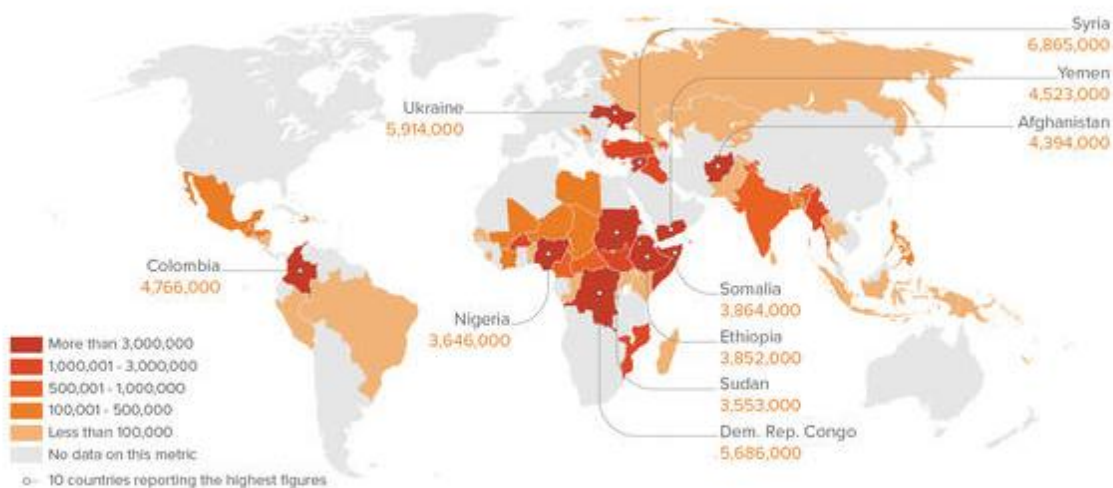 Syria
6,865,000
Yemen
4,523,000
Afghanistan
4,394,000
Ukraine
5,914,000
Colombia
4,766,000
Nigeria
3,646,000
Somalia
3,864,000
Ethiopia
3,852,000
Sudan
3,553,000
Dem. Rep. Congo
5,686,000
More than 3,000,000
1,000,001 - 3,000,000
500,001 - 1,000,000
100,001 - 500,000
Less than 100,000
No data on this metric
10 countries reporting the highest figures